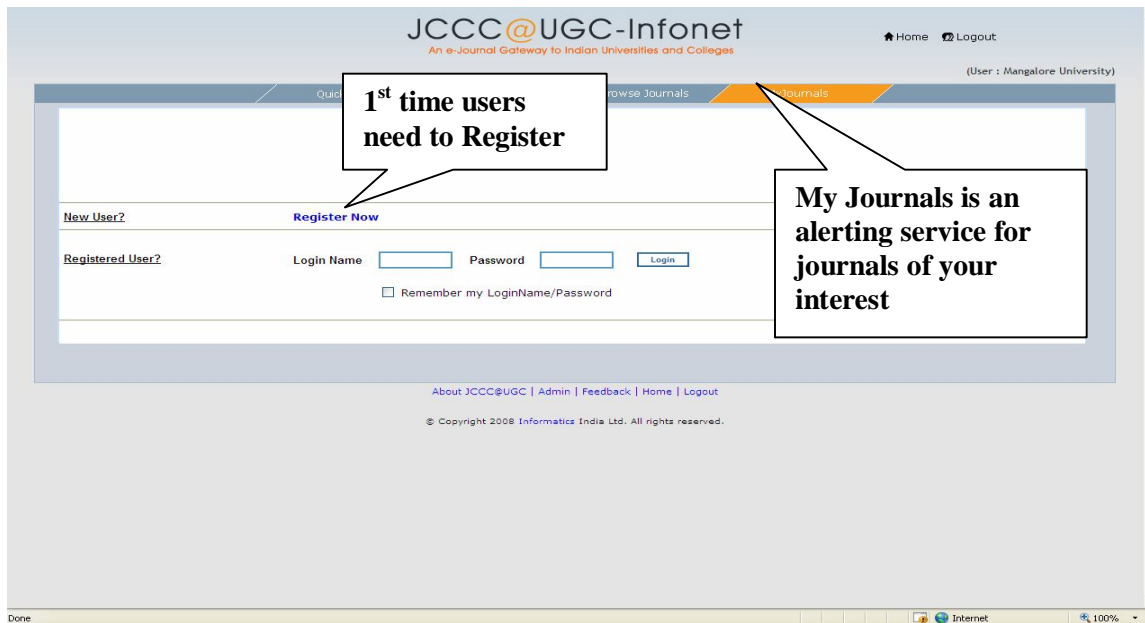 JCCC@UGC-Infonet
An e-Journal Gateway to Indian Universities and Colleges
Home Logout
(User : Mangalore University)
Journals
1st time users
need to Register
My Journals is an
alerting service for
journals of your
interest
New User? Register Now
Registered User? Login Name Password Login
Remember my LoginName/Password
About JCCC@UGC | Admin | Feedback | Home | Logout
© Copyright 2008 Informatics India Ltd. All rights reserved.
Done Internet 100%